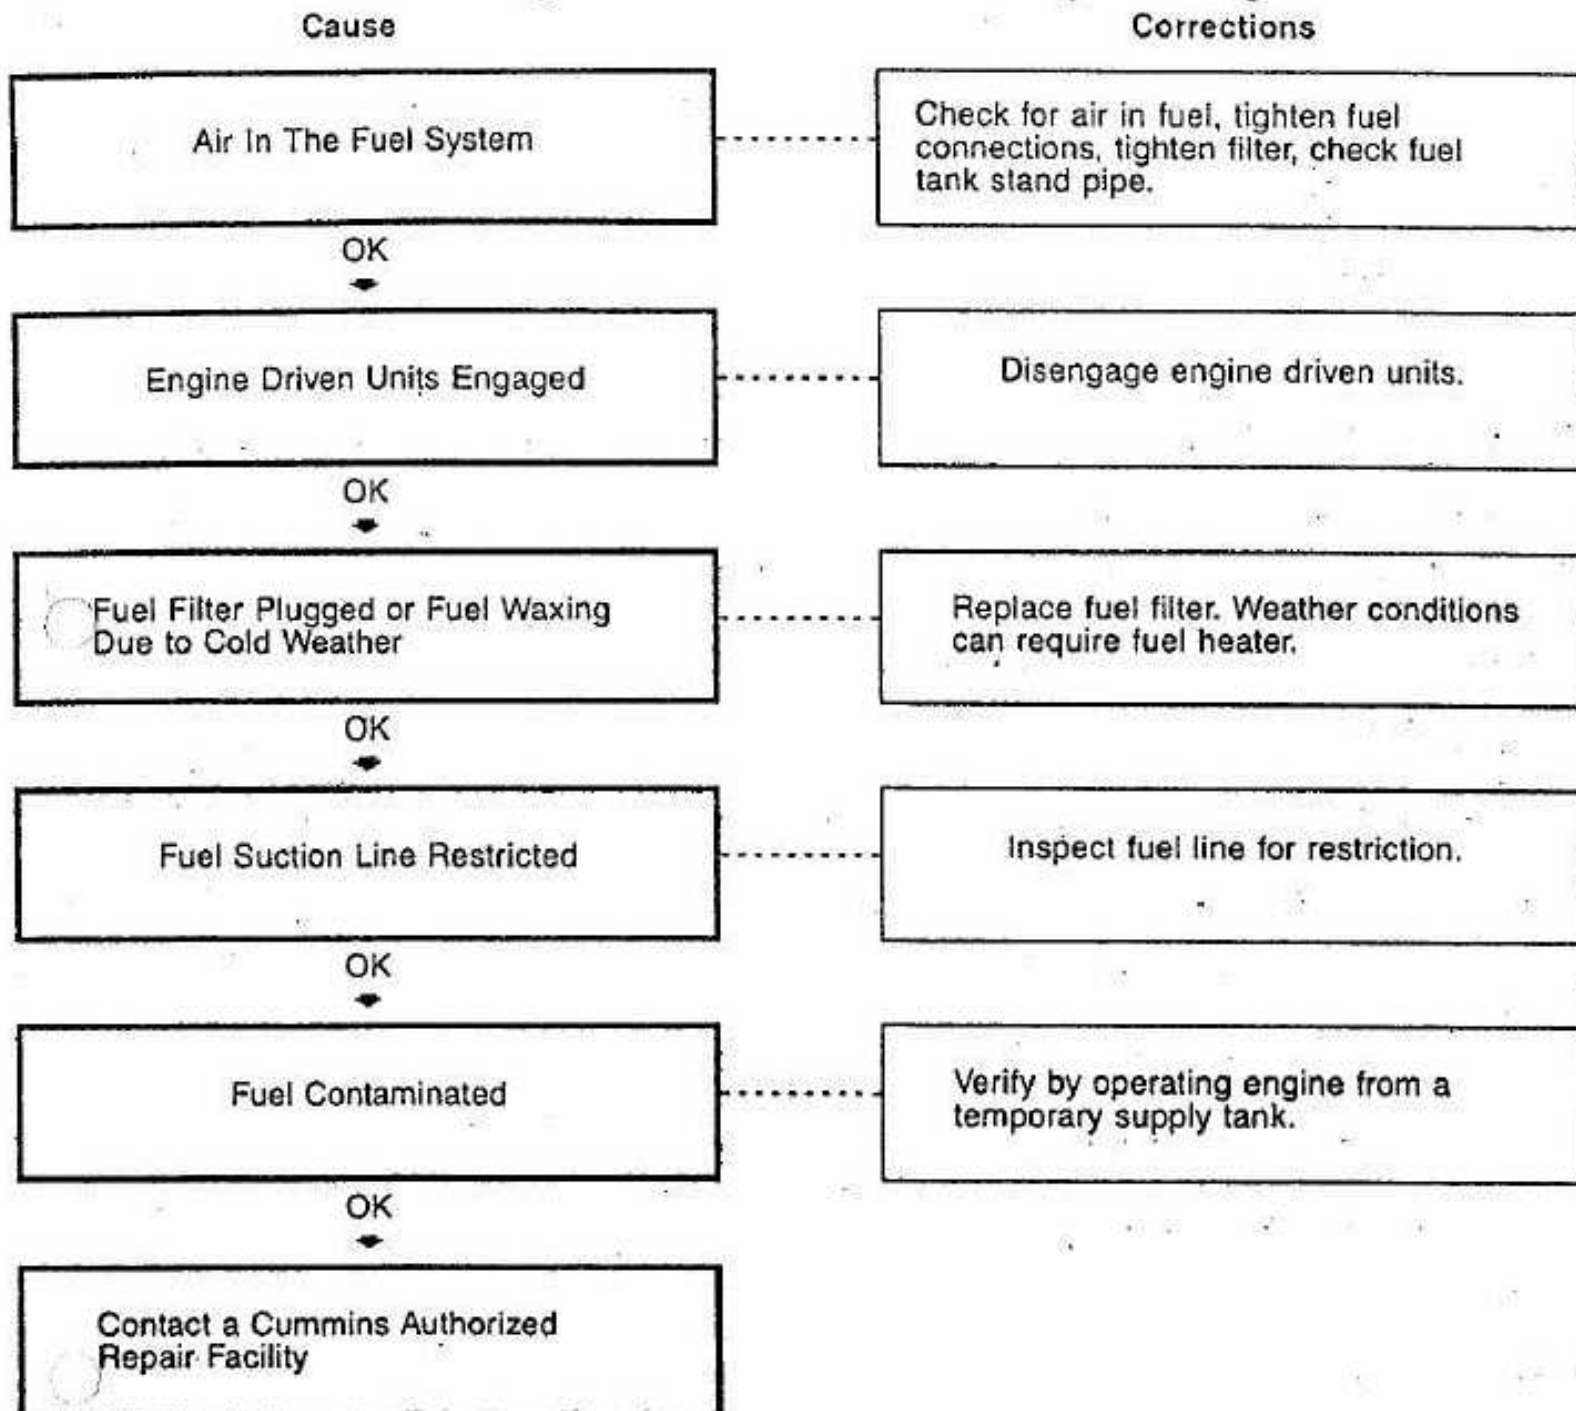 Cause
Corrections
Air In The Fuel System
Check for air in fuel, tighten fuel
connections, tighten filter, check fuel
tank stand pipe.
OK
Engine Driven Units Engaged
Disengage engine driven units.
OK
Fuel Filter Plugged or Fuel Waxing
Due to Cold Weather
Replace fuel filter. Weather conditions
can require fuel heater.
OK
Fuel Suction Line Restricted
Inspect fuel line for restriction.
OK
Fuel Contaminated
Verify by operating engine from a
temporary supply tank.
OK
Contact a Cummins Authorized
Repair Facility